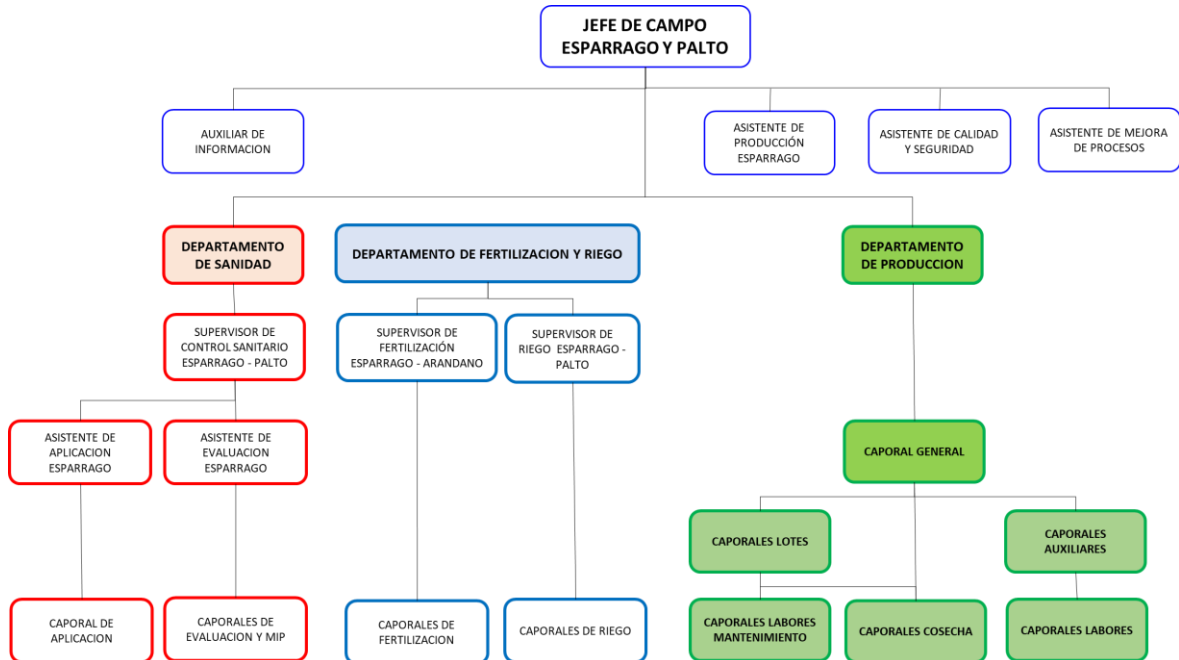 JEFE DE CAMPO
ESPARRAGO Y PALTO
AUXILIAR DE
INFORMACION
ASISTENTE DE
PRODUCCIÓN
ESPARRAGO
ASISTENTE DE CALIDAD
Y SEGURIDAD
ASISTENTE DE MEJORA
DE PROCESOS
DEPARTAMENTO
DE SANIDAD
DEPARTAMENTO DE FERTILIZACION Y RIEGO
DEPARTAMENTO
DE PRODUCCION
SUPERVISOR DE
CONTROL SANITARIO
ESPARRAGO - PALTO
SUPERVISOR DE
FERTILIZACIÓN
ESPARRAGO - ARANDANO
SUPERVISOR DE
RIEGO ESPARRAGO -
PALTO
ASISTENTE DE
APLICACION
ESPARRAGO
ASISTENTE DE
EVALUACION
ESPARRAGO
CAPORAL GENERAL
CAPORALES LOTES
CAPORALES
AUXILIARES
CAPORAL DE
APLICACION
CAPORALES DE
EVALUACION Y MIP
CAPORALES DE
FERTILIZACION
CAPORALES DE RIEGO
CAPORALES LABORES
MANTENIMIENTO
CAPORALES COSECHA
CAPORALES LABORES